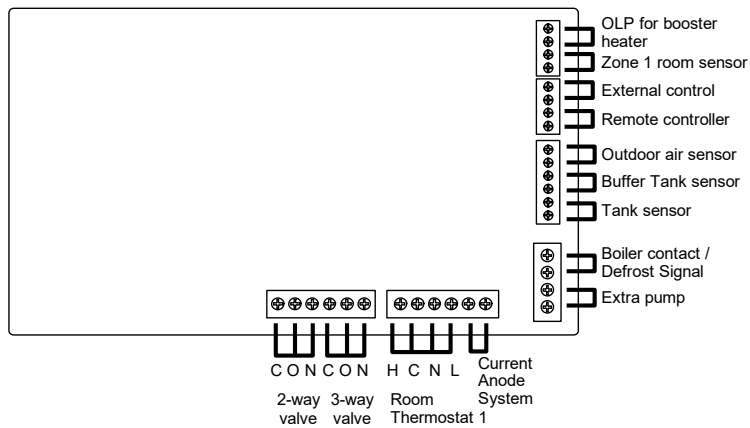 OLP for booster
heater
Zone 1 room sensor
External control
Remote controller
Outdoor air sensor
Buffer Tank sensor
Tank sensor
Boiler contact /
Defrost Signal
Extra pump
C O N C O N H C N L
2-way valve
3-way valve
Room
Thermostat 1
Current
Anode
System